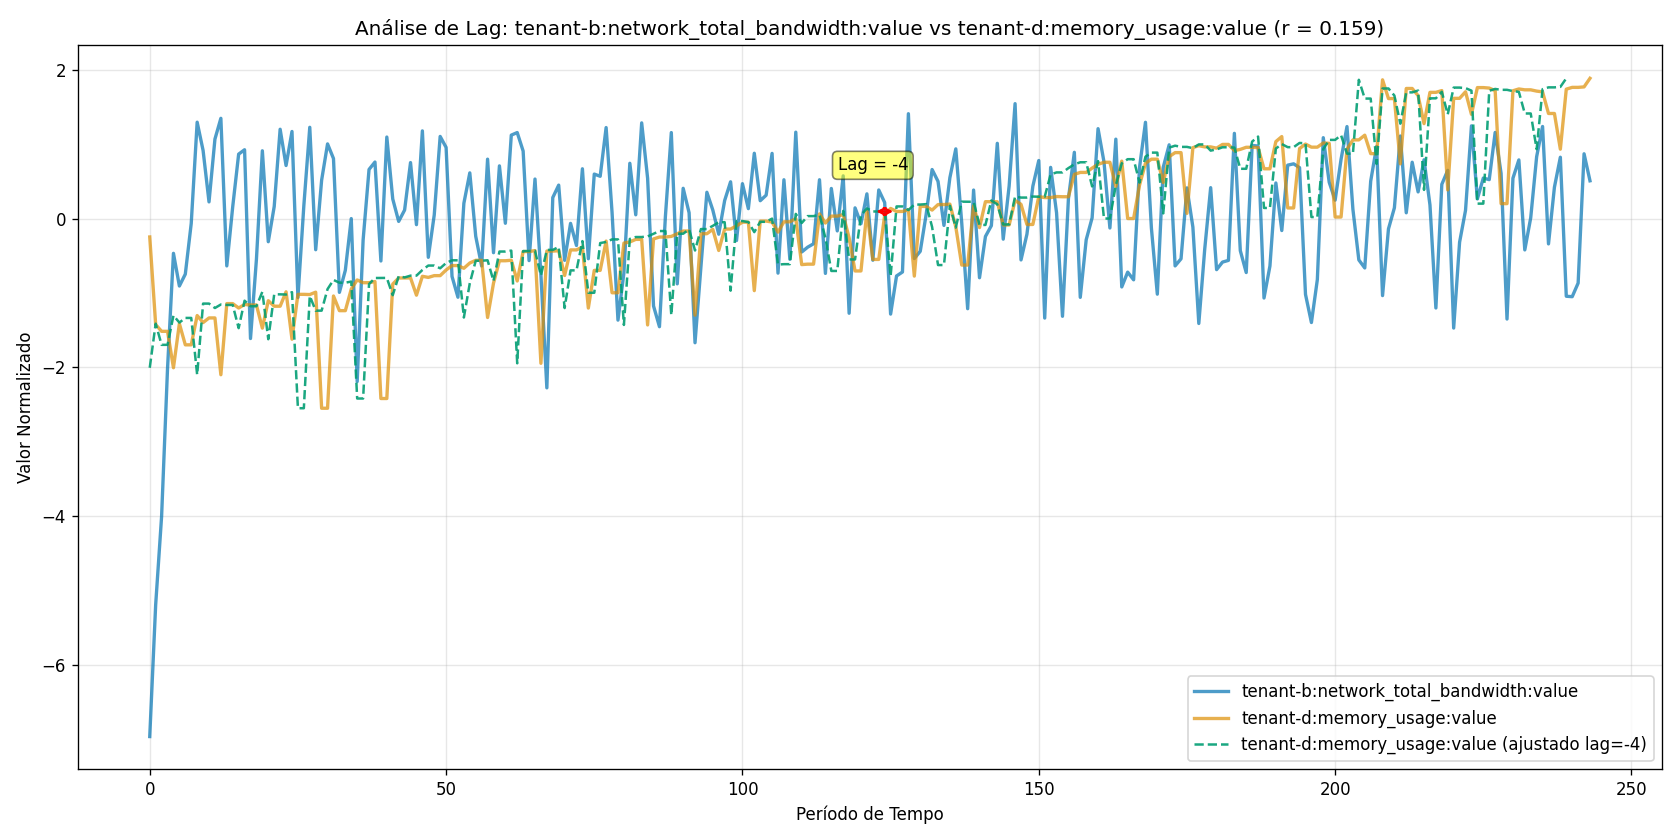 Análise de Lag: tenant-b:network_total_bandwidth:value vs tenant-d:memory_usage:value (r = 0.159)
Valor Normalizado
2
0
−2
−4
−6
Lag = -4
tenant-b:network_total_bandwidth:value
tenant-d:memory_usage:value
tenant-d:memory_usage:value (ajustado lag=-4)
0 50 100 150 200 250
Período de Tempo